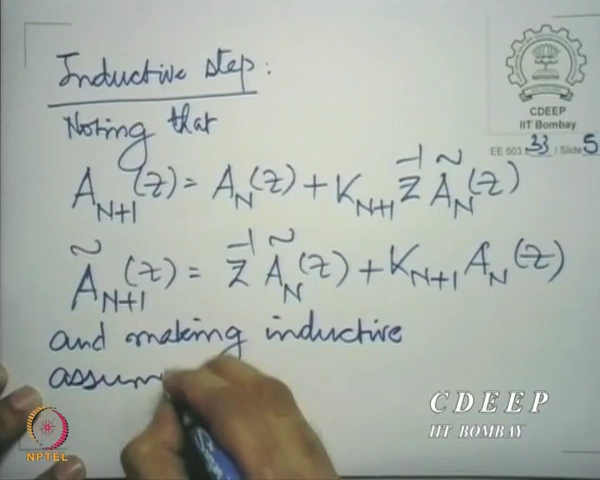 Inductive step:
Noting that
A_{N+1}(z) = A_N(z) + K_{N+1} z^{-1} Ã_N(z)
Ã_{N+1}(z) = z^{-1} Ã_N(z) + K_{N+1} A_N(z)
and making inductive
assum
CDEEP
IIT Bombay
EE 603 33 / Slide 5
CDEEP
IIT BOMBAY
NPTEL